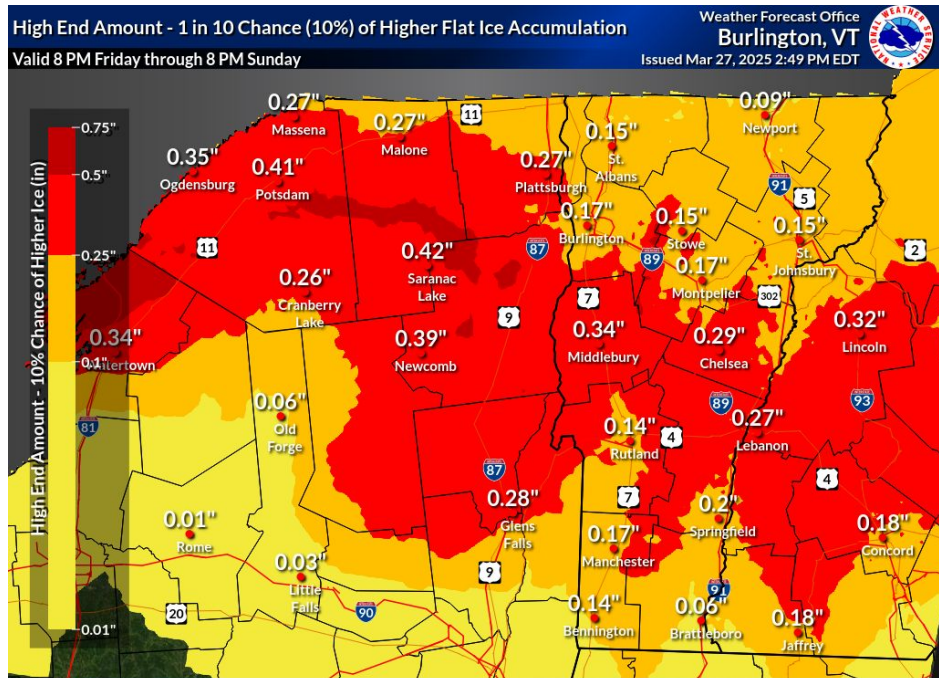 High End Amount - 1 in 10 Chance (10%) of Higher Flat Ice Accumulation
Valid 8 PM Friday through 8 PM Sunday
Weather Forecast Office
Burlington, VT
Issued Mar 27, 2025 2:49 PM EDT
NATIONAL WEATHER SERVICE
High End Amount - 10% Chance of Higher Ice (in)
0.75"
0.5"
0.25"
0.1"
0.01"
0.27"
Massena
0.27"
Malone
11
0.09"
Newport
0.15"
St.
Albans
0.35"
Ogdensburg
0.41"
Potsdam
0.27"
Plattsburgh
91
5
11
0.17"
Burlington
0.15"
Stowe
0.15"
St.
Johnsbury
87
89
2
0.42"
Saranac
Lake
0.26"
Cranberry
Lake
0.17"
Montpelier
7
302
9
0.34"
Watertown
0.39"
Newcomb
0.34"
Middlebury
0.29"
Chelsea
0.32"
Lincoln
81
0.06"
Old
Forge
89
93
0.14"
Rutland
4
0.27"
Lebanon
87
4
0.28"
Glens
Falls
7
0.2"
Springfield
0.01"
Rome
0.17"
Manchester
0.18"
Concord
0.03"
Little
Falls
9
91
20
90
0.14"
Bennington
0.06"
Brattleboro
0.18"
Jaffrey